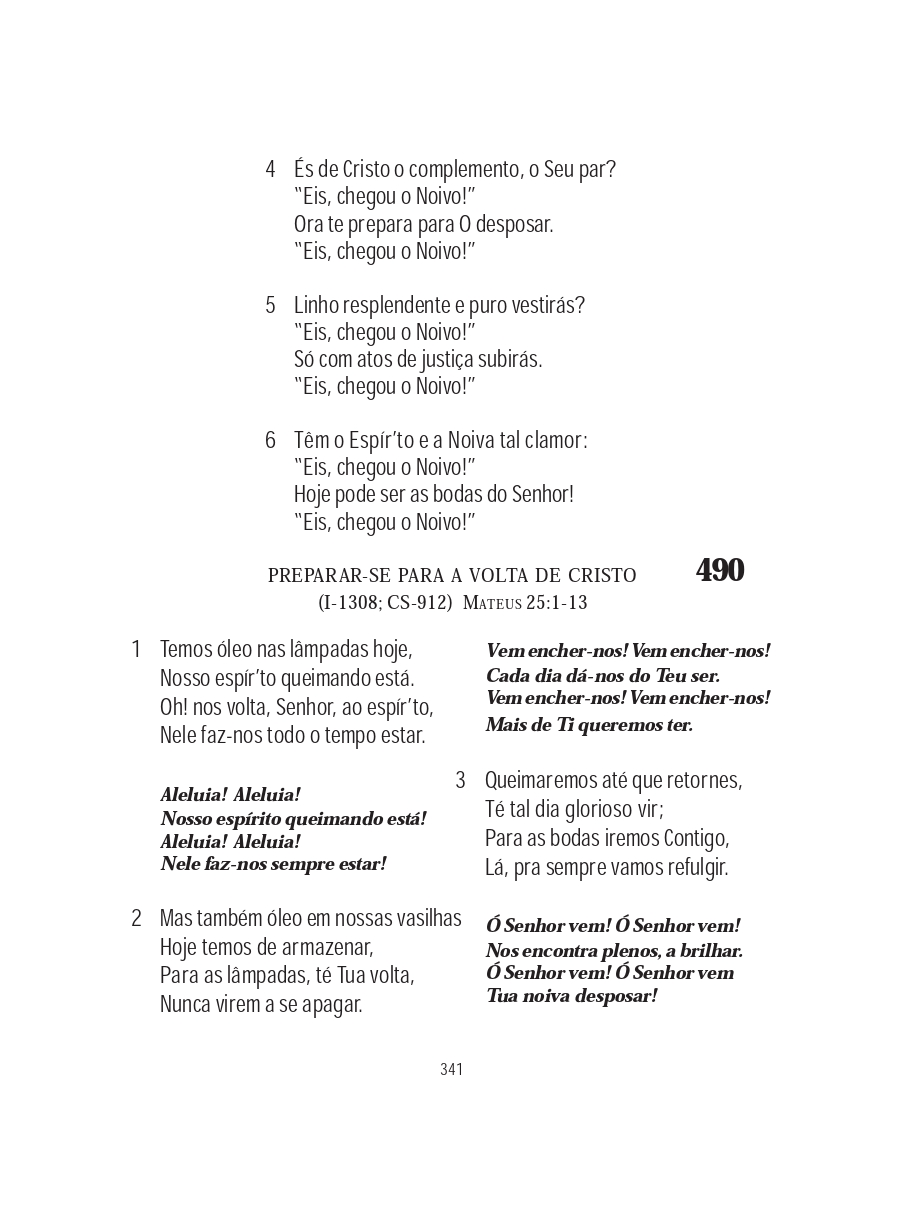 4 És de Cristo o complemento, o Seu par?
“Eis, chegou o Noivo!”
Ora te prepara para O desposar.
“Eis, chegou o Noivo!”
5 Linho resplendente e puro vestirás?
“Eis, chegou o Noivo!”
Só com atos de justiça subirás.
“Eis, chegou o Noivo!”
6 Têm o Espír’to e a Noiva tal clamor:
“Eis, chegou o Noivo!”
Hoje pode ser as bodas do Senhor!
“Eis, chegou o Noivo!”
PREPARAR-SE PARA A VOLTA DE CRISTO 490
(I-1308; CS-912) MATEUS 25:1-13
1 Temos óleo nas lâmpadas hoje,
Nosso espír’to queimando está.
Oh! nos volta, Senhor, ao espír’to,
Nele faz-nos todo o tempo estar.
Aleluia! Aleluia!
Nosso espírito queimando está!
Aleluia! Aleluia!
Nele faz-nos sempre estar!
2 Mas também óleo em nossas vasilhas
Hoje temos de armazenar,
Para as lâmpadas, té Tua volta,
Nunca virem a se apagar.
Vem encher-nos! Vem encher-nos!
Cada dia dá-nos do Teu ser.
Vem encher-nos! Vem encher-nos!
Mais de Ti queremos ter.
3 Queimaremos até que retornes,
Té tal dia glorioso vir;
Para as bodas iremos Contigo,
Lá, pra sempre vamos refulgir.
Ó Senhor vem! Ó Senhor vem!
Nos encontra plenos, a brilhar.
Ó Senhor vem! Ó Senhor vem
Tua noiva desposar!
341